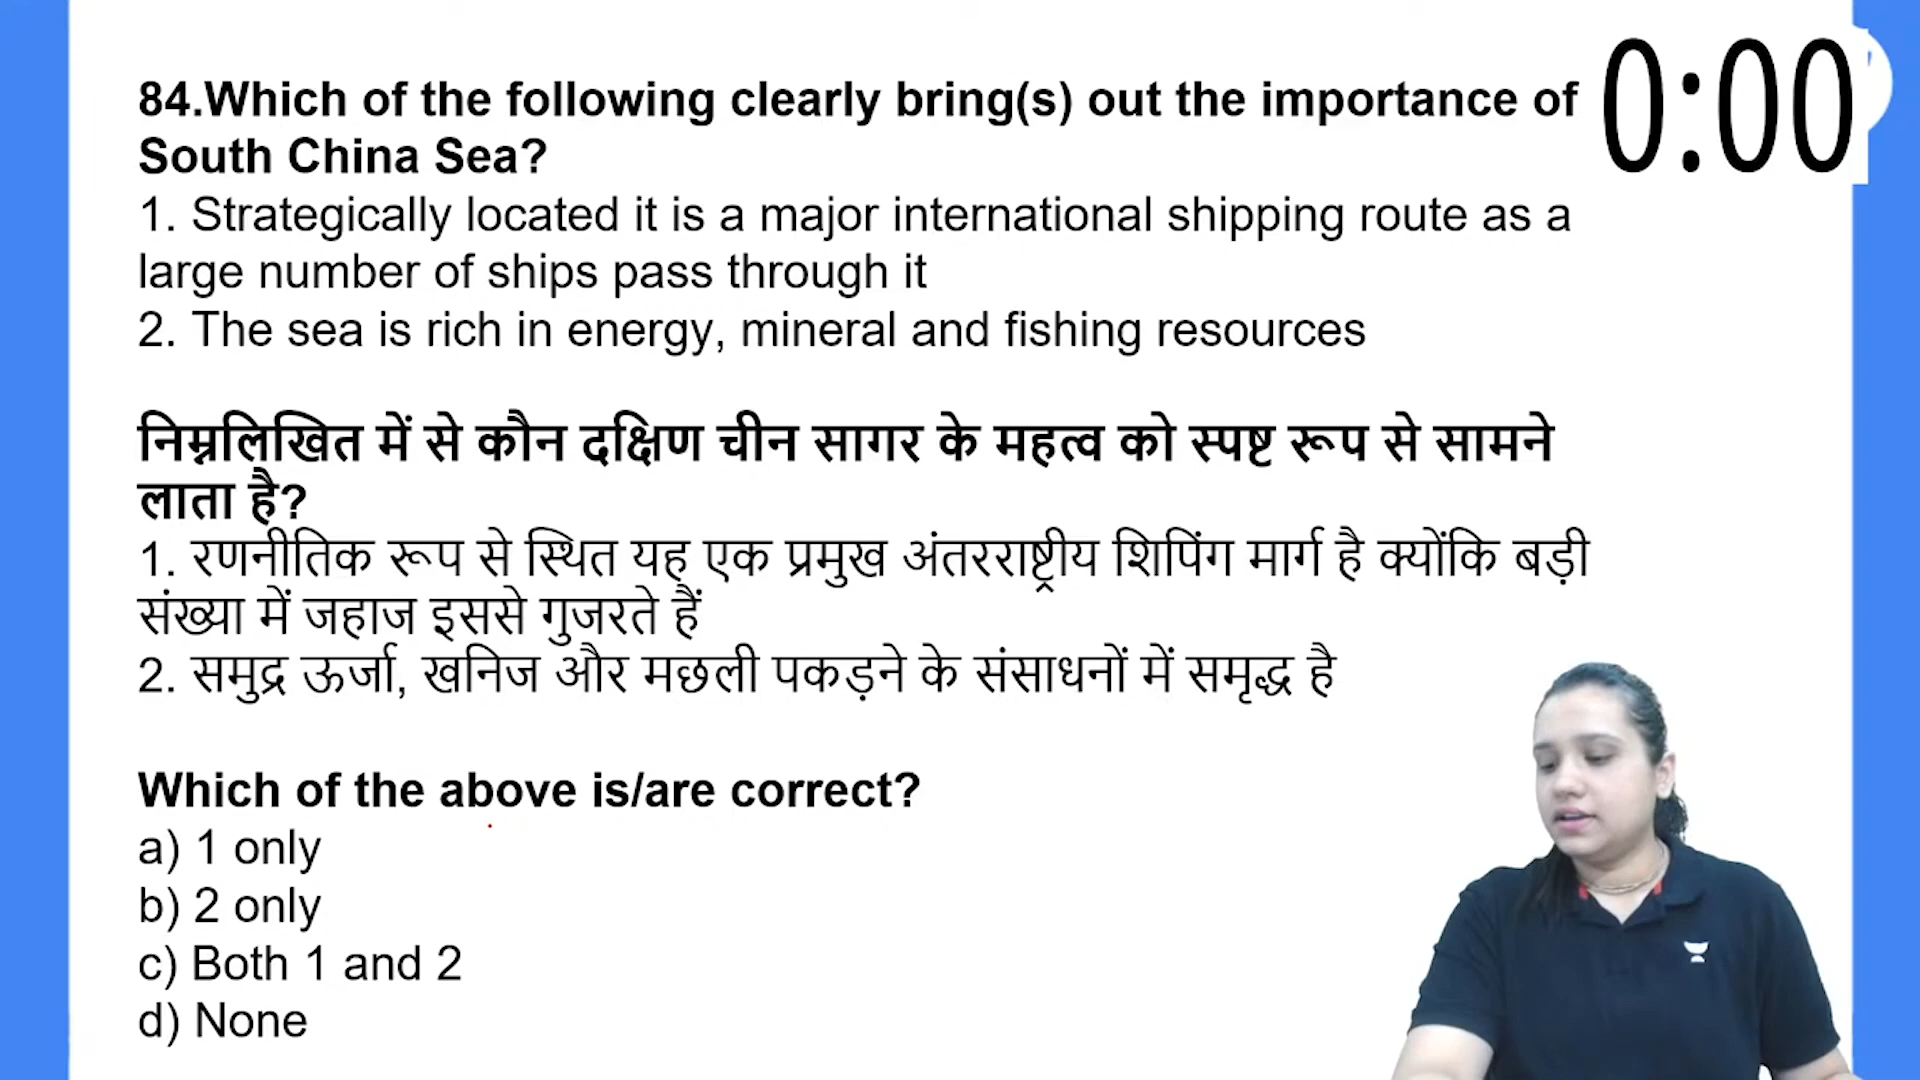 84.Which of the following clearly bring(s) out the importance of
South China Sea?
1. Strategically located it is a major international shipping route as a
large number of ships pass through it
2. The sea is rich in energy, mineral and fishing resources
निम्नलिखित में से कौन दक्षिण चीन सागर के महत्व को स्पष्ट रूप से सामने
लाता है?
1. रणनीतिक रूप से स्थित यह एक प्रमुख अंतरराष्ट्रीय शिपिंग मार्ग है क्योंकि बड़ी
संख्या में जहाज इससे गुजरते हैं
2. समुद्र ऊर्जा, खनिज और मछली पकड़ने के संसाधनों में समृद्ध है
Which of the above is/are correct?
a) 1 only
b) 2 only
c) Both 1 and 2
d) None
0:00